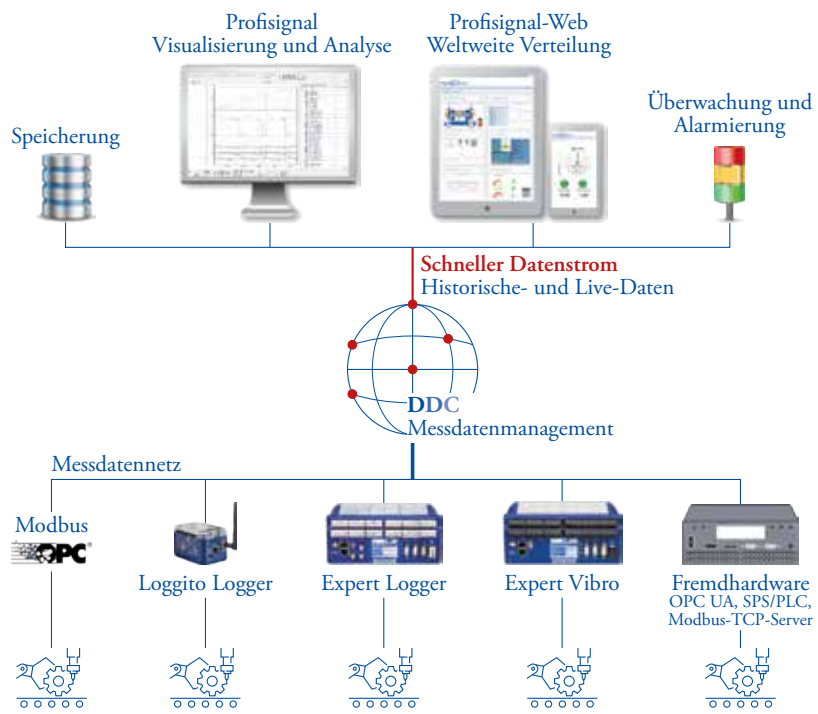 Profisignal
Visualisierung und Analyse
Profisignal-Web
Weltweite Verteilung
Überwachung und
Alarmierung
Speicherung
Schneller Datenstrom
Historische- und Live-Daten
DDC
Messdatenmanagement
Messdatennetz
Modbus
OPC
Loggito Logger
Expert Logger
Expert Vibro
Fremdhardware
OPC UA, SPS/PLC,
Modbus-TCP-Server